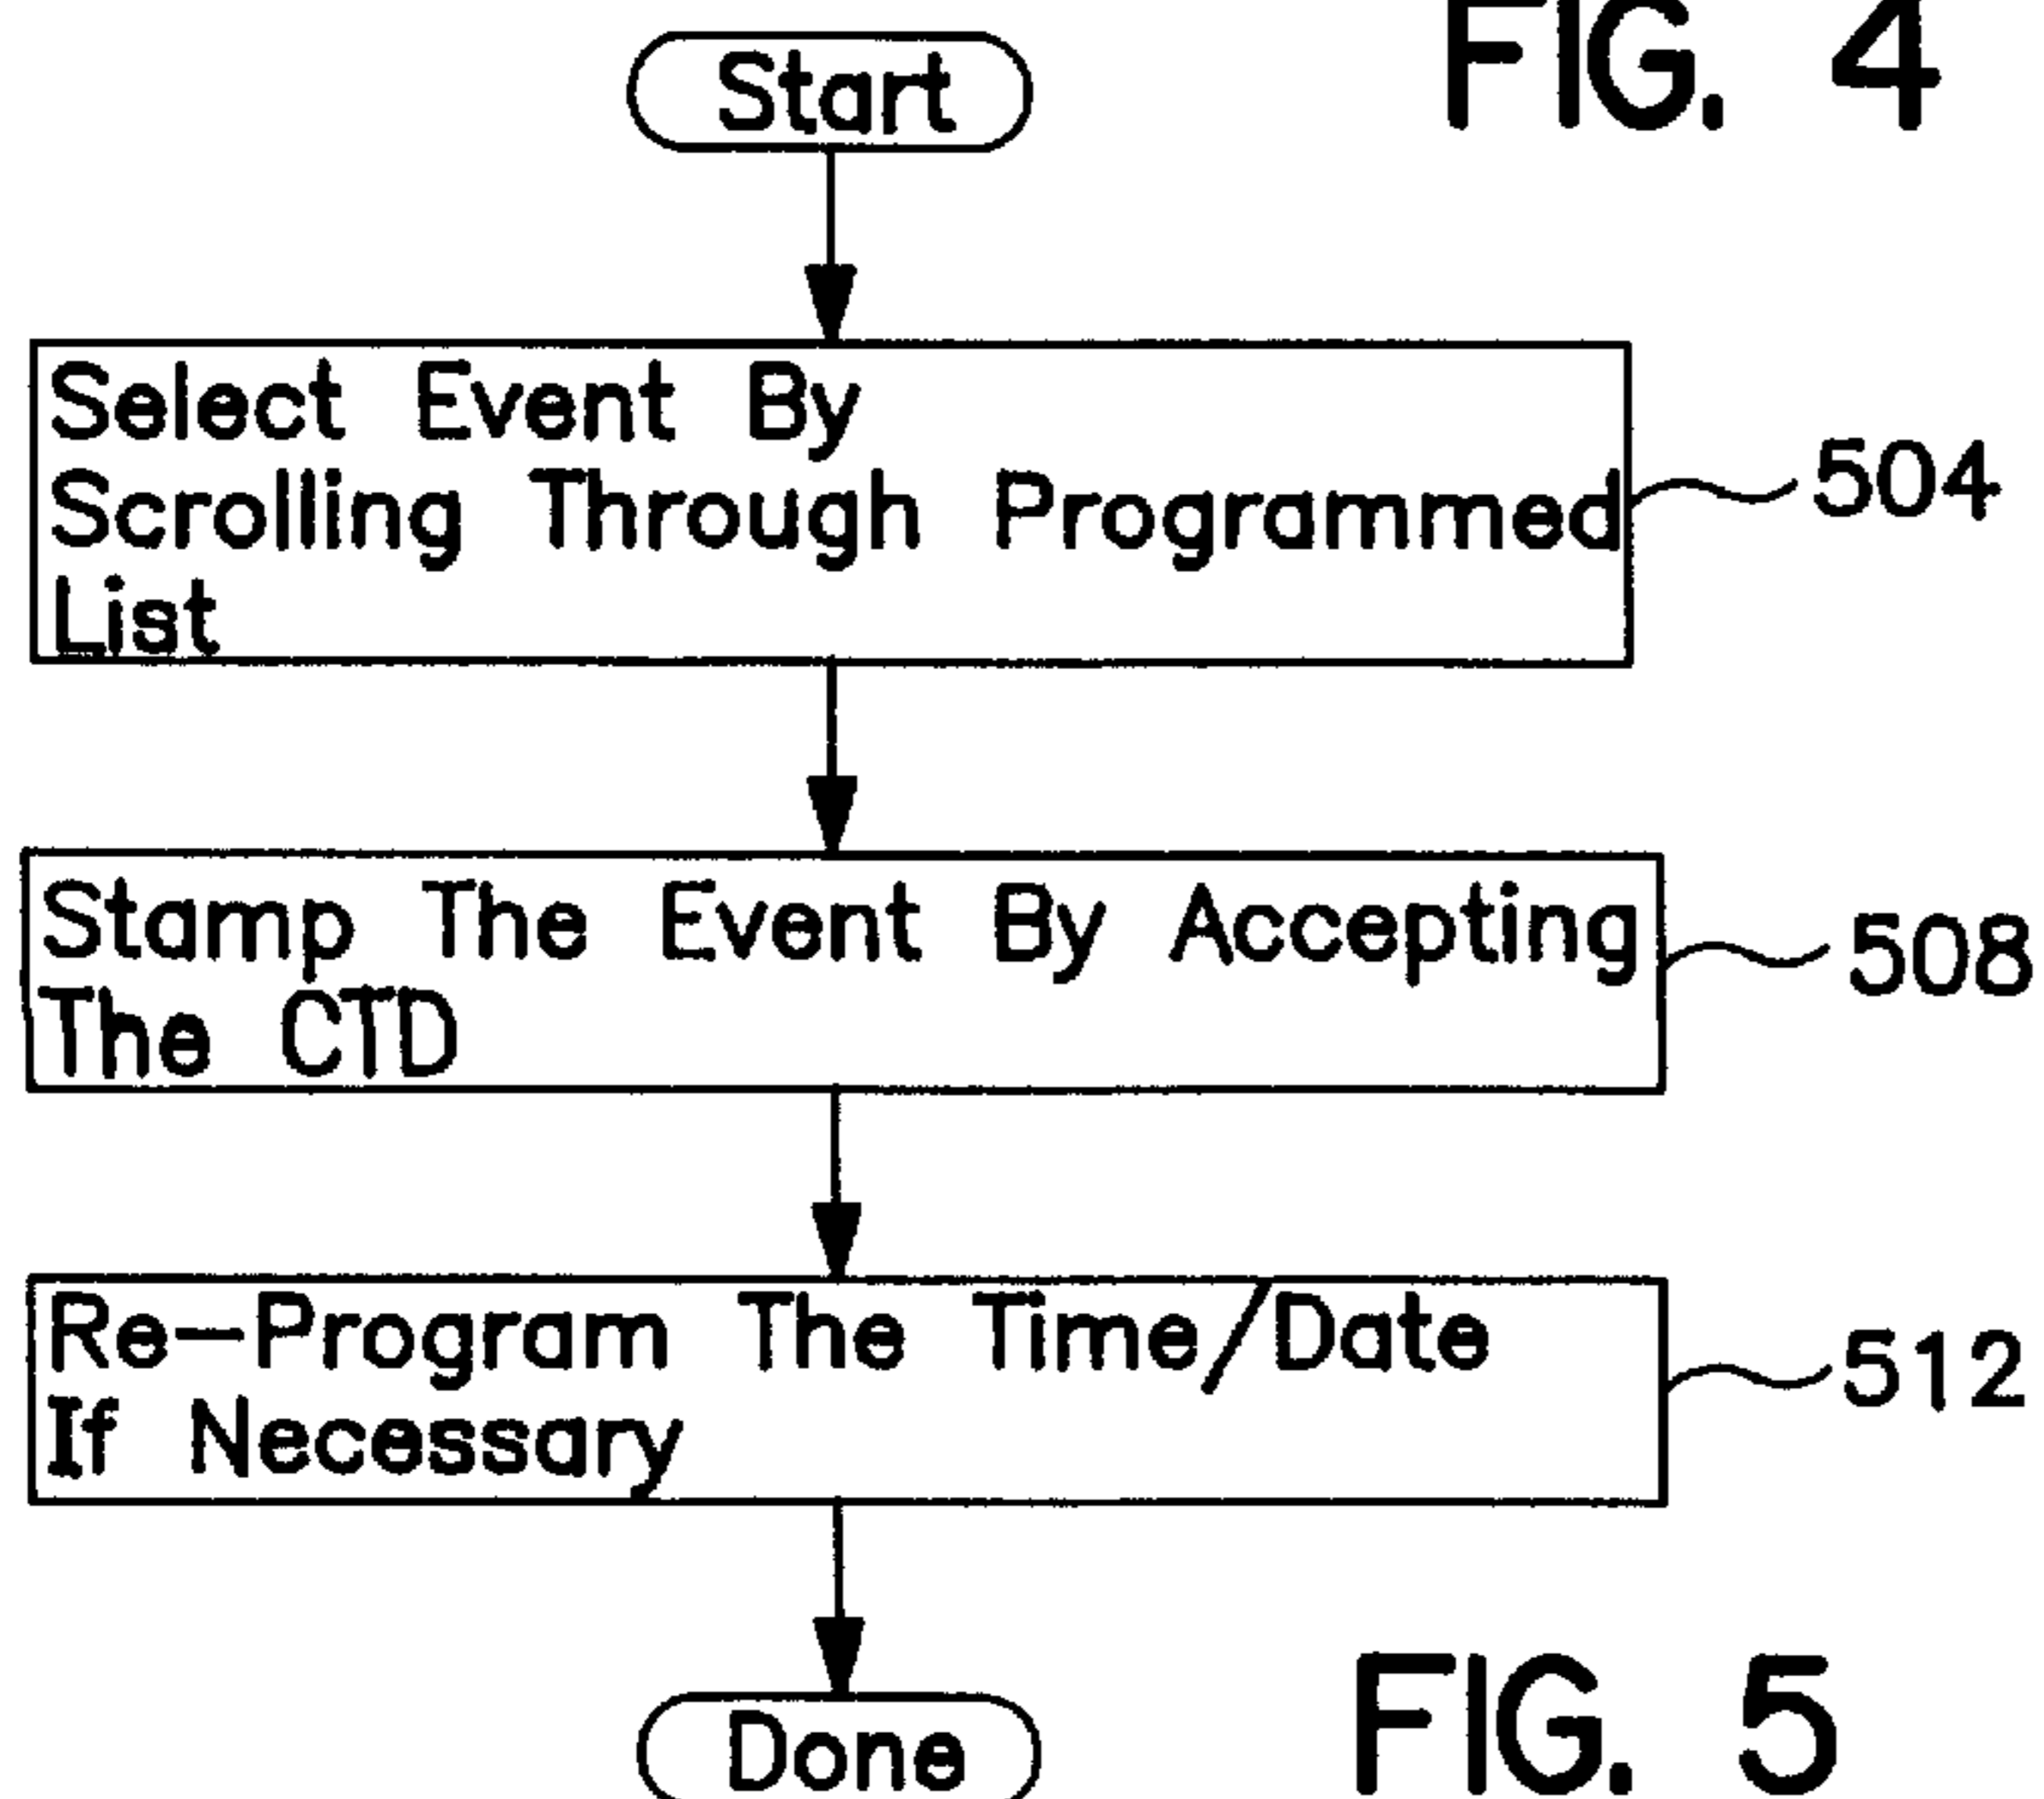 FIG. 4
Start
Select Event By
Scrolling Through Programmed
List
504
Stamp The Event By Accepting
The CTD
508
Re-Program The Time/Date
If Necessary
512
Done
FIG. 5